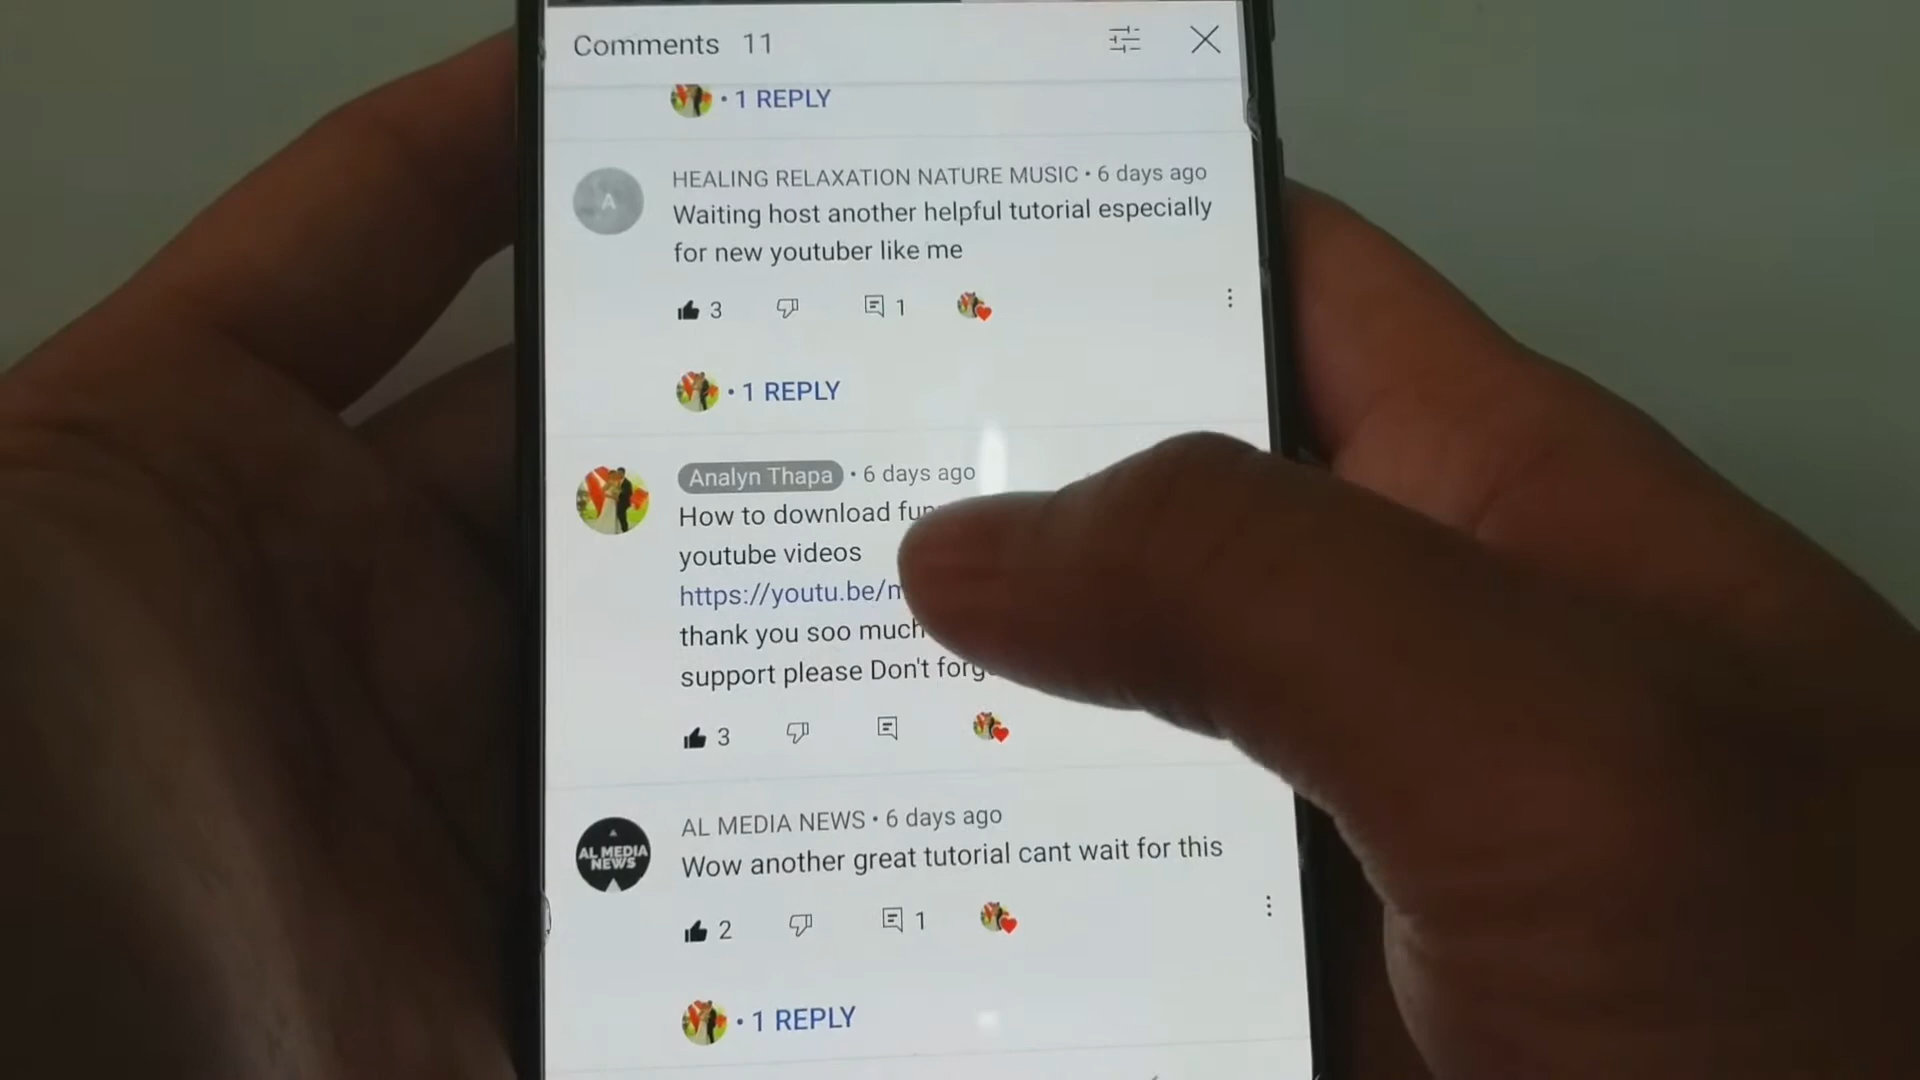 Comments 11
• 1 REPLY
A
HEALING RELAXATION NATURE MUSIC • 6 days ago
Waiting host another helpful tutorial especially
for new youtuber like me
3 1
• 1 REPLY
Analyn Thapa • 6 days ago
How to download
youtube videos
https://youtu.be/
thank you soo much
support please Don't
3
AL MEDIA NEWS • 6 days ago
AL MEDIA
NEWS
Wow another great tutorial cant wait for this
2 1
• 1 REPLY